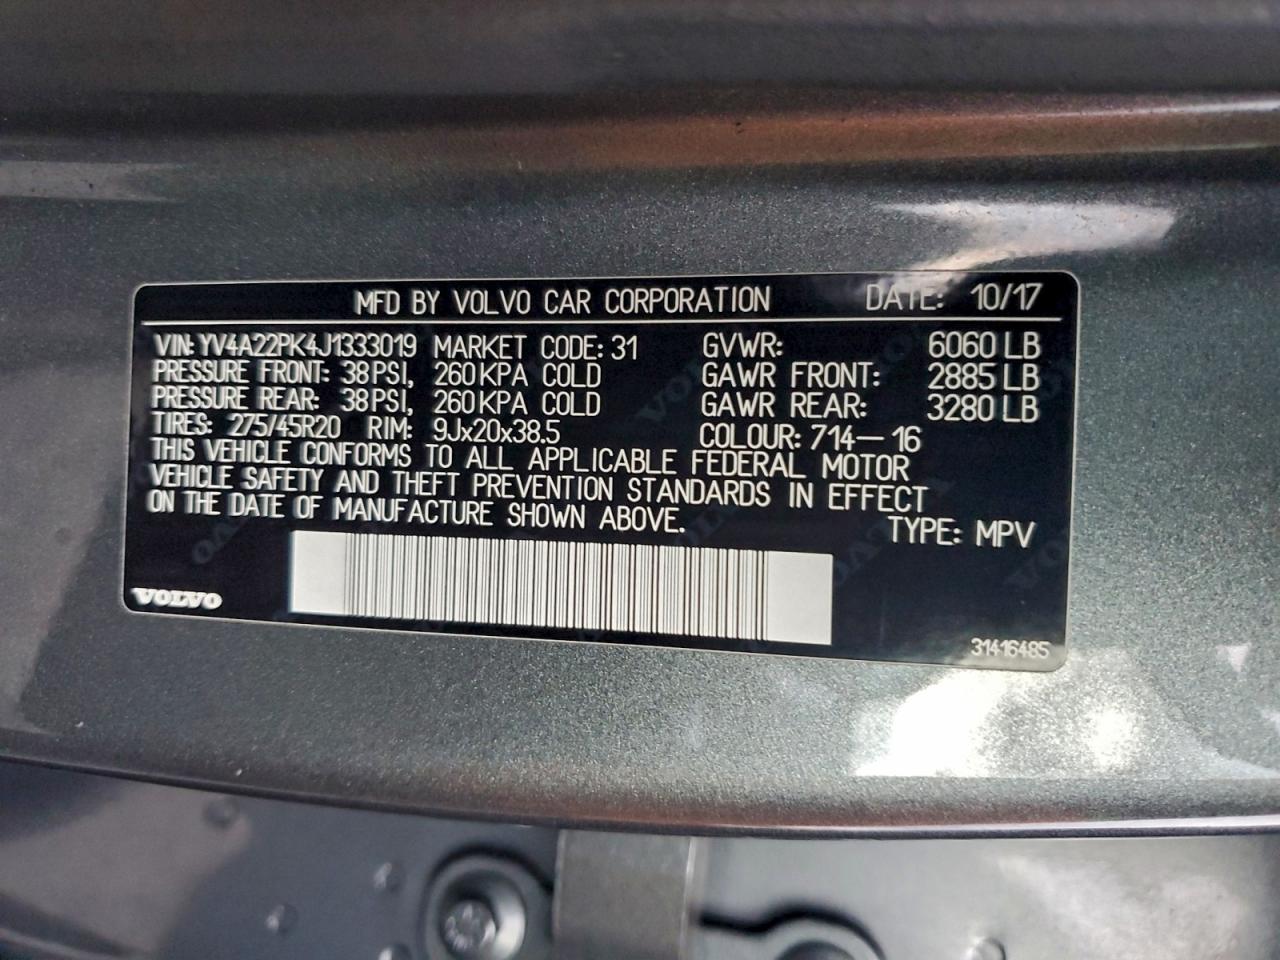 MFD BY VOLVO CAR CORPORATION DATE: 10/17
VIN: YV4A22PK4J1333019 MARKET CODE: 31 GVWR: 6060 LB
PRESSURE FRONT: 38 PSI, 260 KPA COLD GAWR FRONT: 2885 LB
PRESSURE REAR: 38 PSI, 260 KPA COLD GAWR REAR: 3280 LB
TIRES: 275/45R20 RIM: 9Jx20x38.5 COLOUR: 714-16
THIS VEHICLE CONFORMS TO ALL APPLICABLE FEDERAL MOTOR
VEHICLE SAFETY AND THEFT PREVENTION STANDARDS IN EFFECT
ON THE DATE OF MANUFACTURE SHOWN ABOVE. TYPE: MPV
VOLVO
31416485